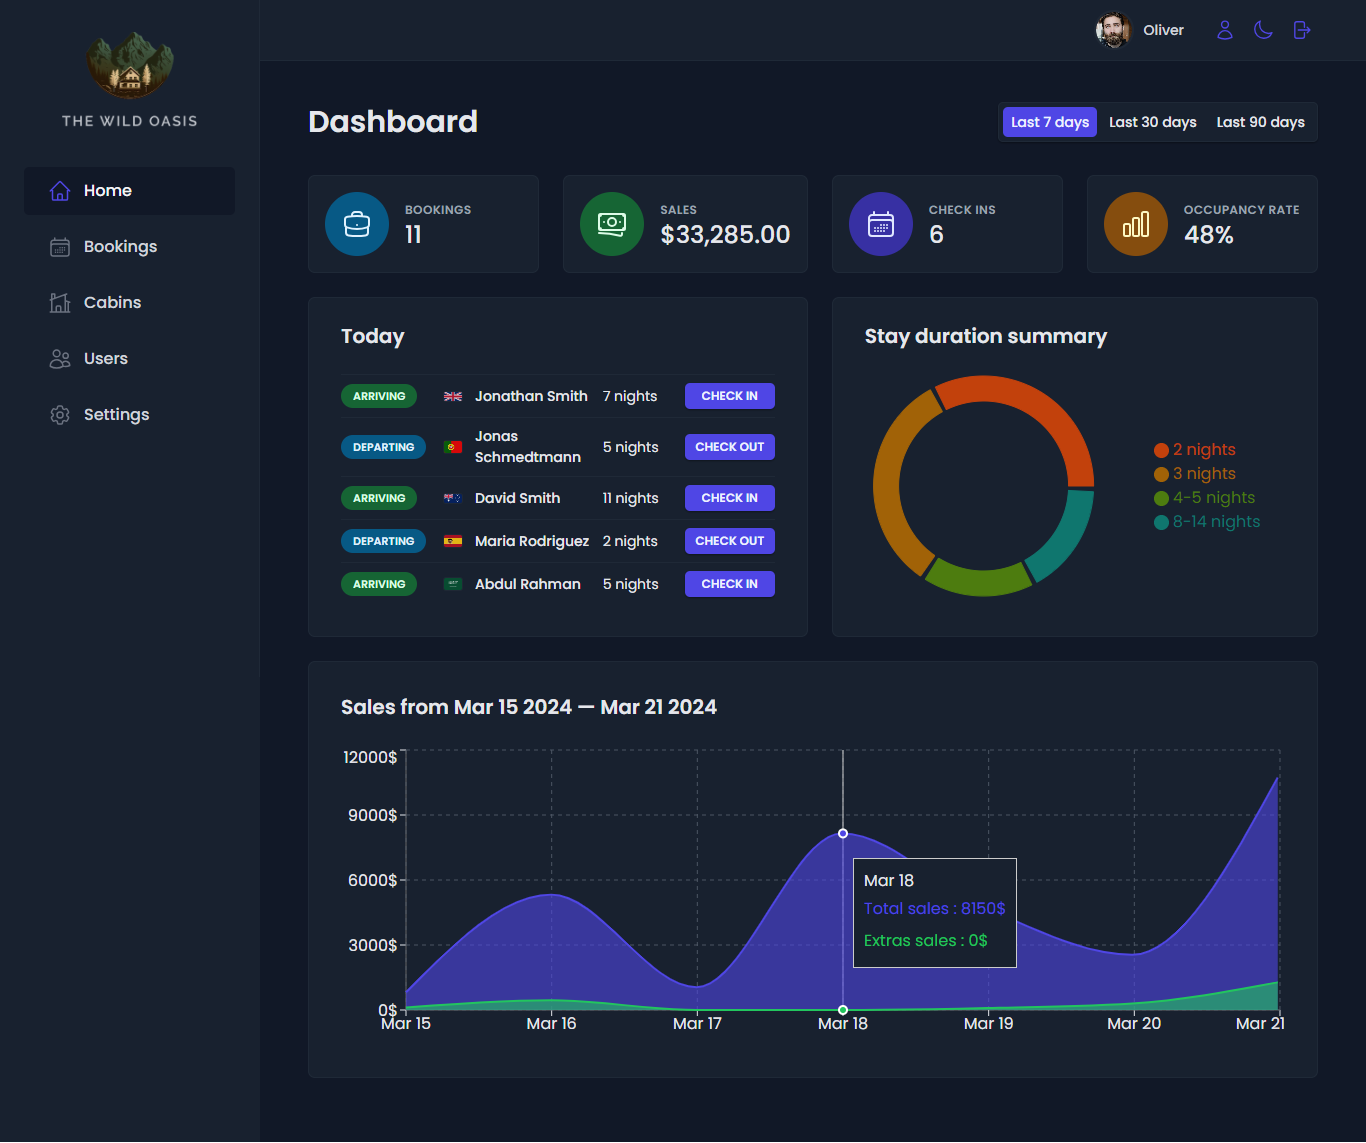 Oliver
THE WILD OASIS
Home
Bookings
Cabins
Users
Settings
Dashboard
Last 7 days Last 30 days Last 90 days
BOOKINGS
11
SALES
$33,285.00
CHECK INS
6
OCCUPANCY RATE
48%
Today
ARRIVING Jonathan Smith 7 nights CHECK IN
DEPARTING Jonas Schmedtmann 5 nights CHECK OUT
ARRIVING David Smith 11 nights CHECK IN
DEPARTING Maria Rodriguez 2 nights CHECK OUT
ARRIVING Abdul Rahman 5 nights CHECK IN
Stay duration summary
2 nights
3 nights
4-5 nights
8-14 nights
Sales from Mar 15 2024 — Mar 21 2024
12000$
9000$
6000$
3000$
0$
Mar 18
Total sales : 8150$
Extras sales : 0$
Mar 15 Mar 16 Mar 17 Mar 18 Mar 19 Mar 20 Mar 21